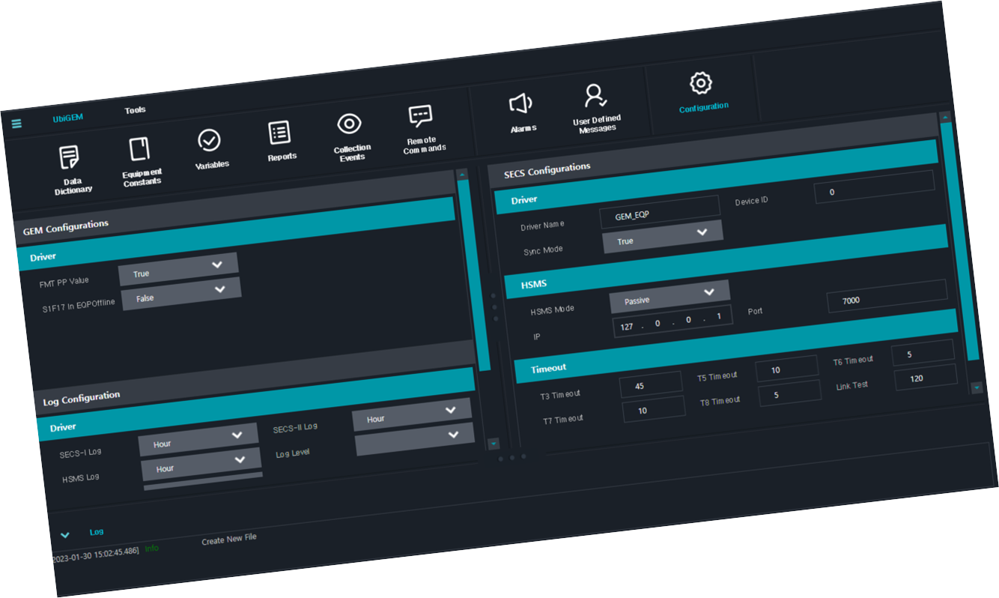 UbiGEM
Tools
Data
Dictionary
Equipment
Constants
Variables
Reports
Collection
Events
Remote
Commands
Alarms
User Defined
Messages
Configuration
GEM Configurations
Driver
FMT PP Value
True
S1F17 In EQPOffline
False
Log Configuration
Driver
SECS-I Log
Hour
SECS-II Log
Hour
HSMS Log
Hour
Log Level
SECS Configurations
Driver
Driver Name
GEM_EQP
Device ID
0
Sync Mode
True
HSMS
HSMS Mode
Passive
IP
127 . 0 . 0 . 1
Port
7000
Timeout
T3 Timeout
45
T5 Timeout
10
T6 Timeout
5
T7 Timeout
10
T8 Timeout
5
Link Test
120
Log
2023-01-30 15:02:45.486]
Info
Create New File